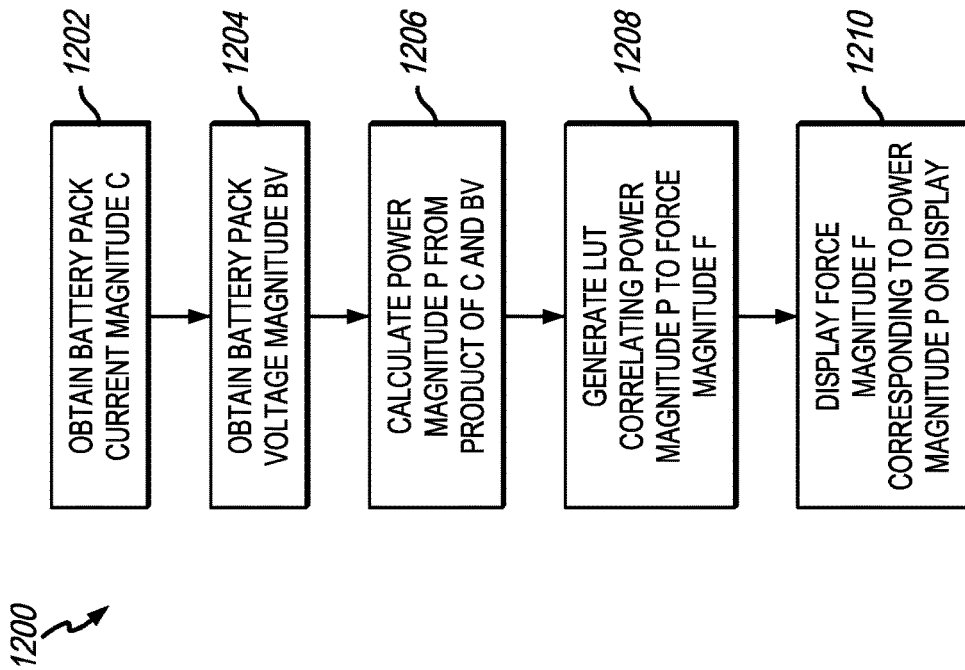 1200
OBTAIN BATTERY PACK
CURRENT MAGNITUDE C
1202
OBTAIN BATTERY PACK
VOLTAGE MAGNITUDE BV
1204
CALCULATE POWER
MAGNITUDE P FROM
PRODUCT OF C AND BV
1206
GENERATE LUT
CORRELATING POWER
MAGNITUDE P TO FORCE
MAGNITUDE F
1208
DISPLAY FORCE
MAGNITUDE F
CORRESPONDING TO POWER
MAGNITUDE P ON DISPLAY
1210